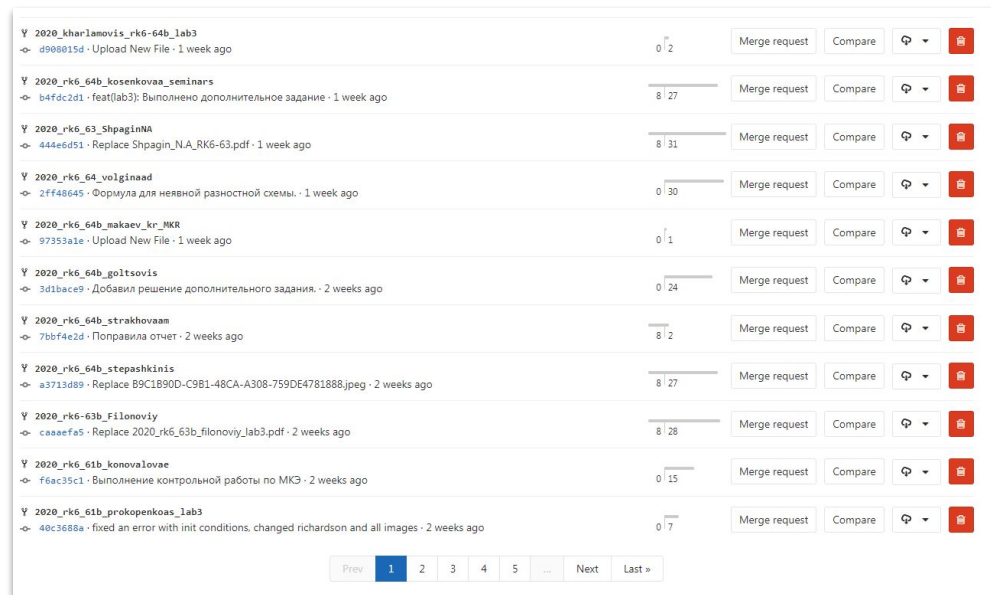 2020_kharlamovis_rk6-64b_lab3
d908015d · Upload New File · 1 week ago
0 2 Merge request Compare
2020_rk6_64b_kosenkovaa_seminars
b4fdc2d1 · feat(lab3): Выполнено дополнительное задание · 1 week ago
8 27 Merge request Compare
2020_rk6_63_ShpaginNA
444e6d51 · Replace Shpagin_N.A_RK6-63.pdf · 1 week ago
8 31 Merge request Compare
2020_rk6_64_volginaad
2ff48645 · Формула для неявной разностной схемы. · 1 week ago
0 30 Merge request Compare
2020_rk6_64b_makaev_kr_MKR
97353a1e · Upload New File · 1 week ago
0 1 Merge request Compare
2020_rk6_64b_goltsovis
3d1bace9 · Добавил решение дополнительного задания. · 2 weeks ago
0 24 Merge request Compare
2020_rk6_64b_strakhovaam
7bbf4e2d · Поправила отчет · 2 weeks ago
8 2 Merge request Compare
2020_rk6_64b_stepashkinis
a3713d89 · Replace B9C1B90D-C9B1-48CA-A308-759DE4781888.jpeg · 2 weeks ago
8 27 Merge request Compare
2020_rk6-63b_Filonoviy
caaaefa5 · Replace 2020_rk6_63b_filonoviy_lab3.pdf · 2 weeks ago
8 28 Merge request Compare
2020_rk6_61b_konovalovae
f6ac35c1 · Выполнение контрольной работы по МКЭ · 2 weeks ago
0 15 Merge request Compare
2020_rk6_61b_prokopenkoas_lab3
40c3688a · fixed an error with init conditions, changed richardson and all images · 2 weeks ago
0 7 Merge request Compare
Prev 1 2 3 4 5 ... Next Last »